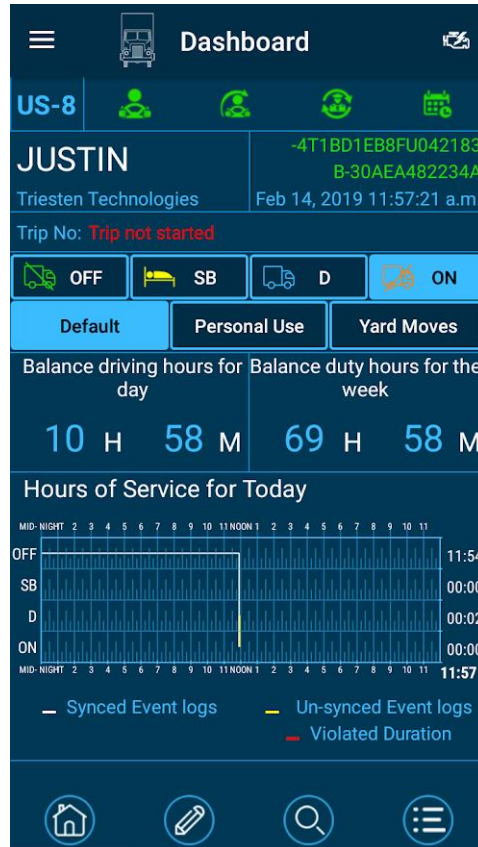 Dashboard
US-8
JUSTIN
-4T1BD1EB8FU042183
B-30AEA482234A
Triesten Technologies
Feb 14, 2019 11:57:21 a.m.
Trip No: Trip not started
OFF SB D ON
Default Personal Use Yard Moves
Balance driving hours for day
Balance duty hours for the week
10 H 58 M 69 H 58 M
Hours of Service for Today
MID-NIGHT 2 3 4 5 6 7 8 9 10 11 NOON 1 2 3 4 5 6 7 8 9 10 11
OFF 11:54
SB 00:00
D 00:02
ON 00:00
MID-NIGHT 2 3 4 5 6 7 8 9 10 11 NOON 1 2 3 4 5 6 7 8 9 10 11 11:57
Synced Event logs Un-synced Event logs
Violated Duration